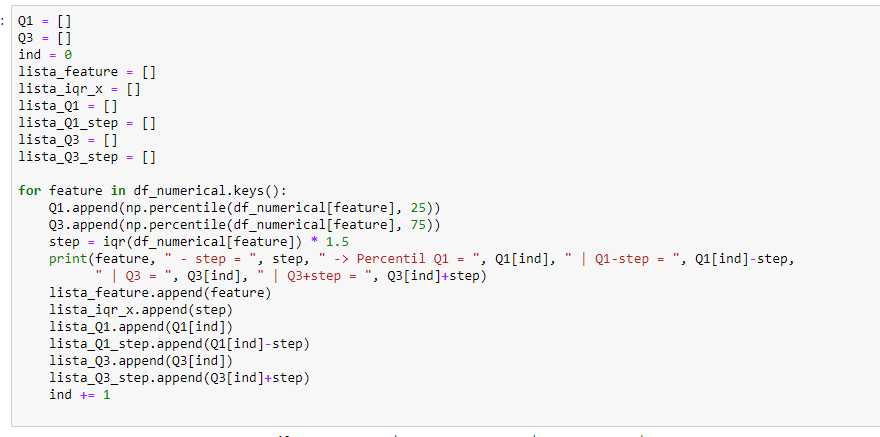 :
Q1 = []
Q3 = []
ind = 0
lista_feature = []
lista_iqr_x = []
lista_Q1 = []
lista_Q1_step = []
lista_Q3 = []
lista_Q3_step = []
for feature in df_numerical.keys():
    Q1.append(np.percentile(df_numerical[feature], 25))
    Q3.append(np.percentile(df_numerical[feature], 75))
    step = iqr(df_numerical[feature]) * 1.5
    print(feature, " - step = ", step, " -> Percentil Q1 = ", Q1[ind], " | Q1-step = ", Q1[ind]-step,
          " | Q3 = ", Q3[ind], " | Q3+step = ", Q3[ind]+step)
    lista_feature.append(feature)
    lista_iqr_x.append(step)
    lista_Q1.append(Q1[ind])
    lista_Q1_step.append(Q1[ind]-step)
    lista_Q3.append(Q3[ind])
    lista_Q3_step.append(Q3[ind]+step)
    ind += 1